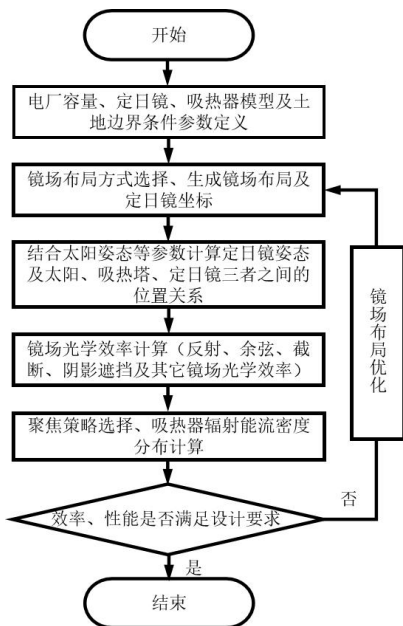 开始
电厂容量、定日镜、吸热器模型及土
地边界条件参数定义
镜场布局方式选择、生成镜场布局及
定日镜坐标
结合太阳姿态等参数计算定日镜姿态
及太阳、吸热塔、定日镜三者之间的
位置关系
镜场光学效率计算（反射、余弦、截
断、阴影遮挡及其它镜场光学效率）
聚焦策略选择、吸热器辐射能流密度
分布计算
效率、性能是否满足设计要求
否
镜场布局优化
是
结束